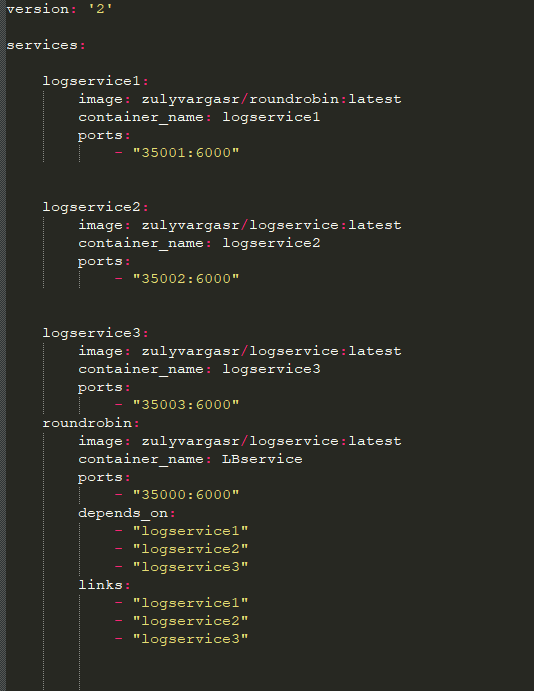 version: '2'
services:
logservice1:
image: zulyvargasr/roundrobin:latest
container_name: logservice1
ports:
- "35001:6000"
logservice2:
image: zulyvargasr/logservice:latest
container_name: logservice2
ports:
- "35002:6000"
logservice3:
image: zulyvargasr/logservice:latest
container_name: logservice3
ports:
- "35003:6000"
roundrobin:
image: zulyvargasr/logservice:latest
container_name: LBservice
ports:
- "35000:6000"
depends_on:
- "logservice1"
- "logservice2"
- "logservice3"
links:
- "logservice1"
- "logservice2"
- "logservice3"